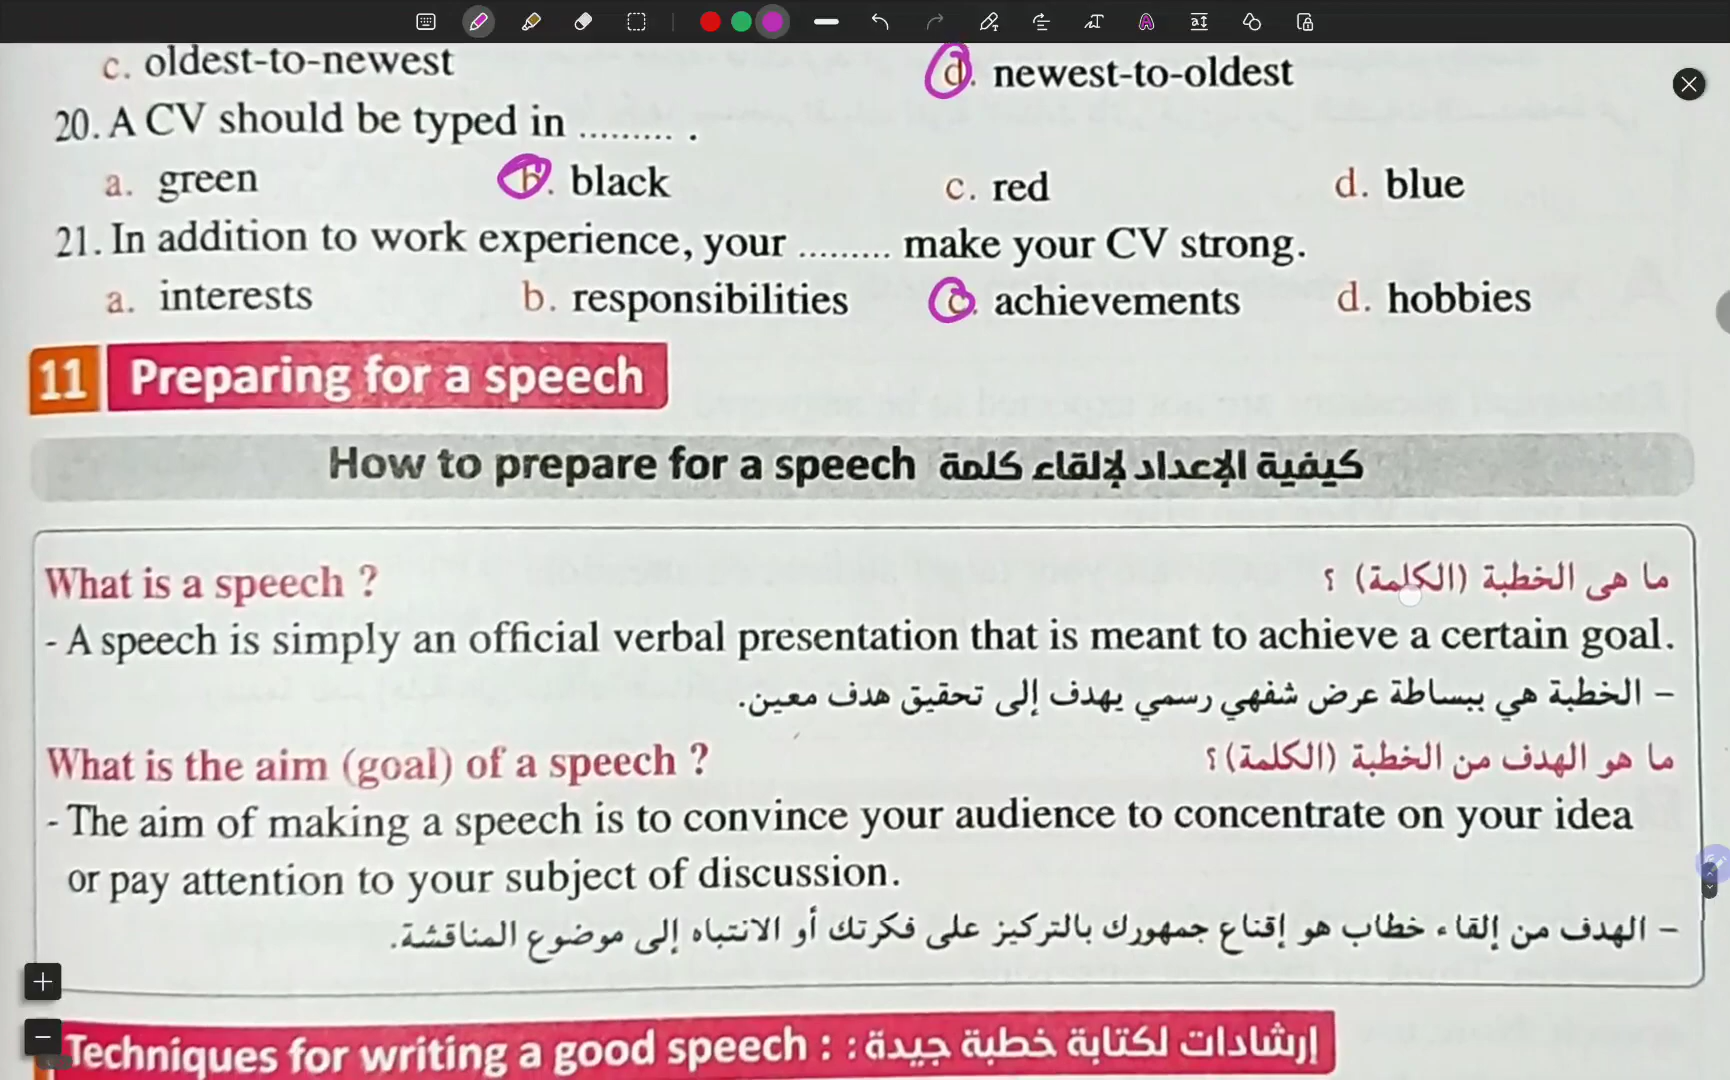 c. oldest-to-newest d. newest-to-oldest
20. A CV should be typed in ......... .
a. green b. black c. red d. blue
21. In addition to work experience, your ......... make your CV strong.
a. interests b. responsibilities c. achievements d. hobbies
11 Preparing for a speech
How to prepare for a speech كيفية الإعداد لإلقاء كلمة
What is a speech ? ما هى الخطبة (الكلمة) ؟
- A speech is simply an official verbal presentation that is meant to achieve a certain goal.
– الخطبة هي ببساطة عرض شفهي رسمي يهدف إلى تحقيق هدف معين.
What is the aim (goal) of a speech ? ما هو الهدف من الخطبة (الكلمة)؟
- The aim of making a speech is to convince your audience to concentrate on your idea
or pay attention to your subject of discussion.
– الهدف من إلقاء خطاب هو إقناع جمهورك بالتركيز على فكرتك أو الانتباه إلى موضوع المناقشة.
Techniques for writing a good speech : إرشادات لكتابة خطبة جيدة :